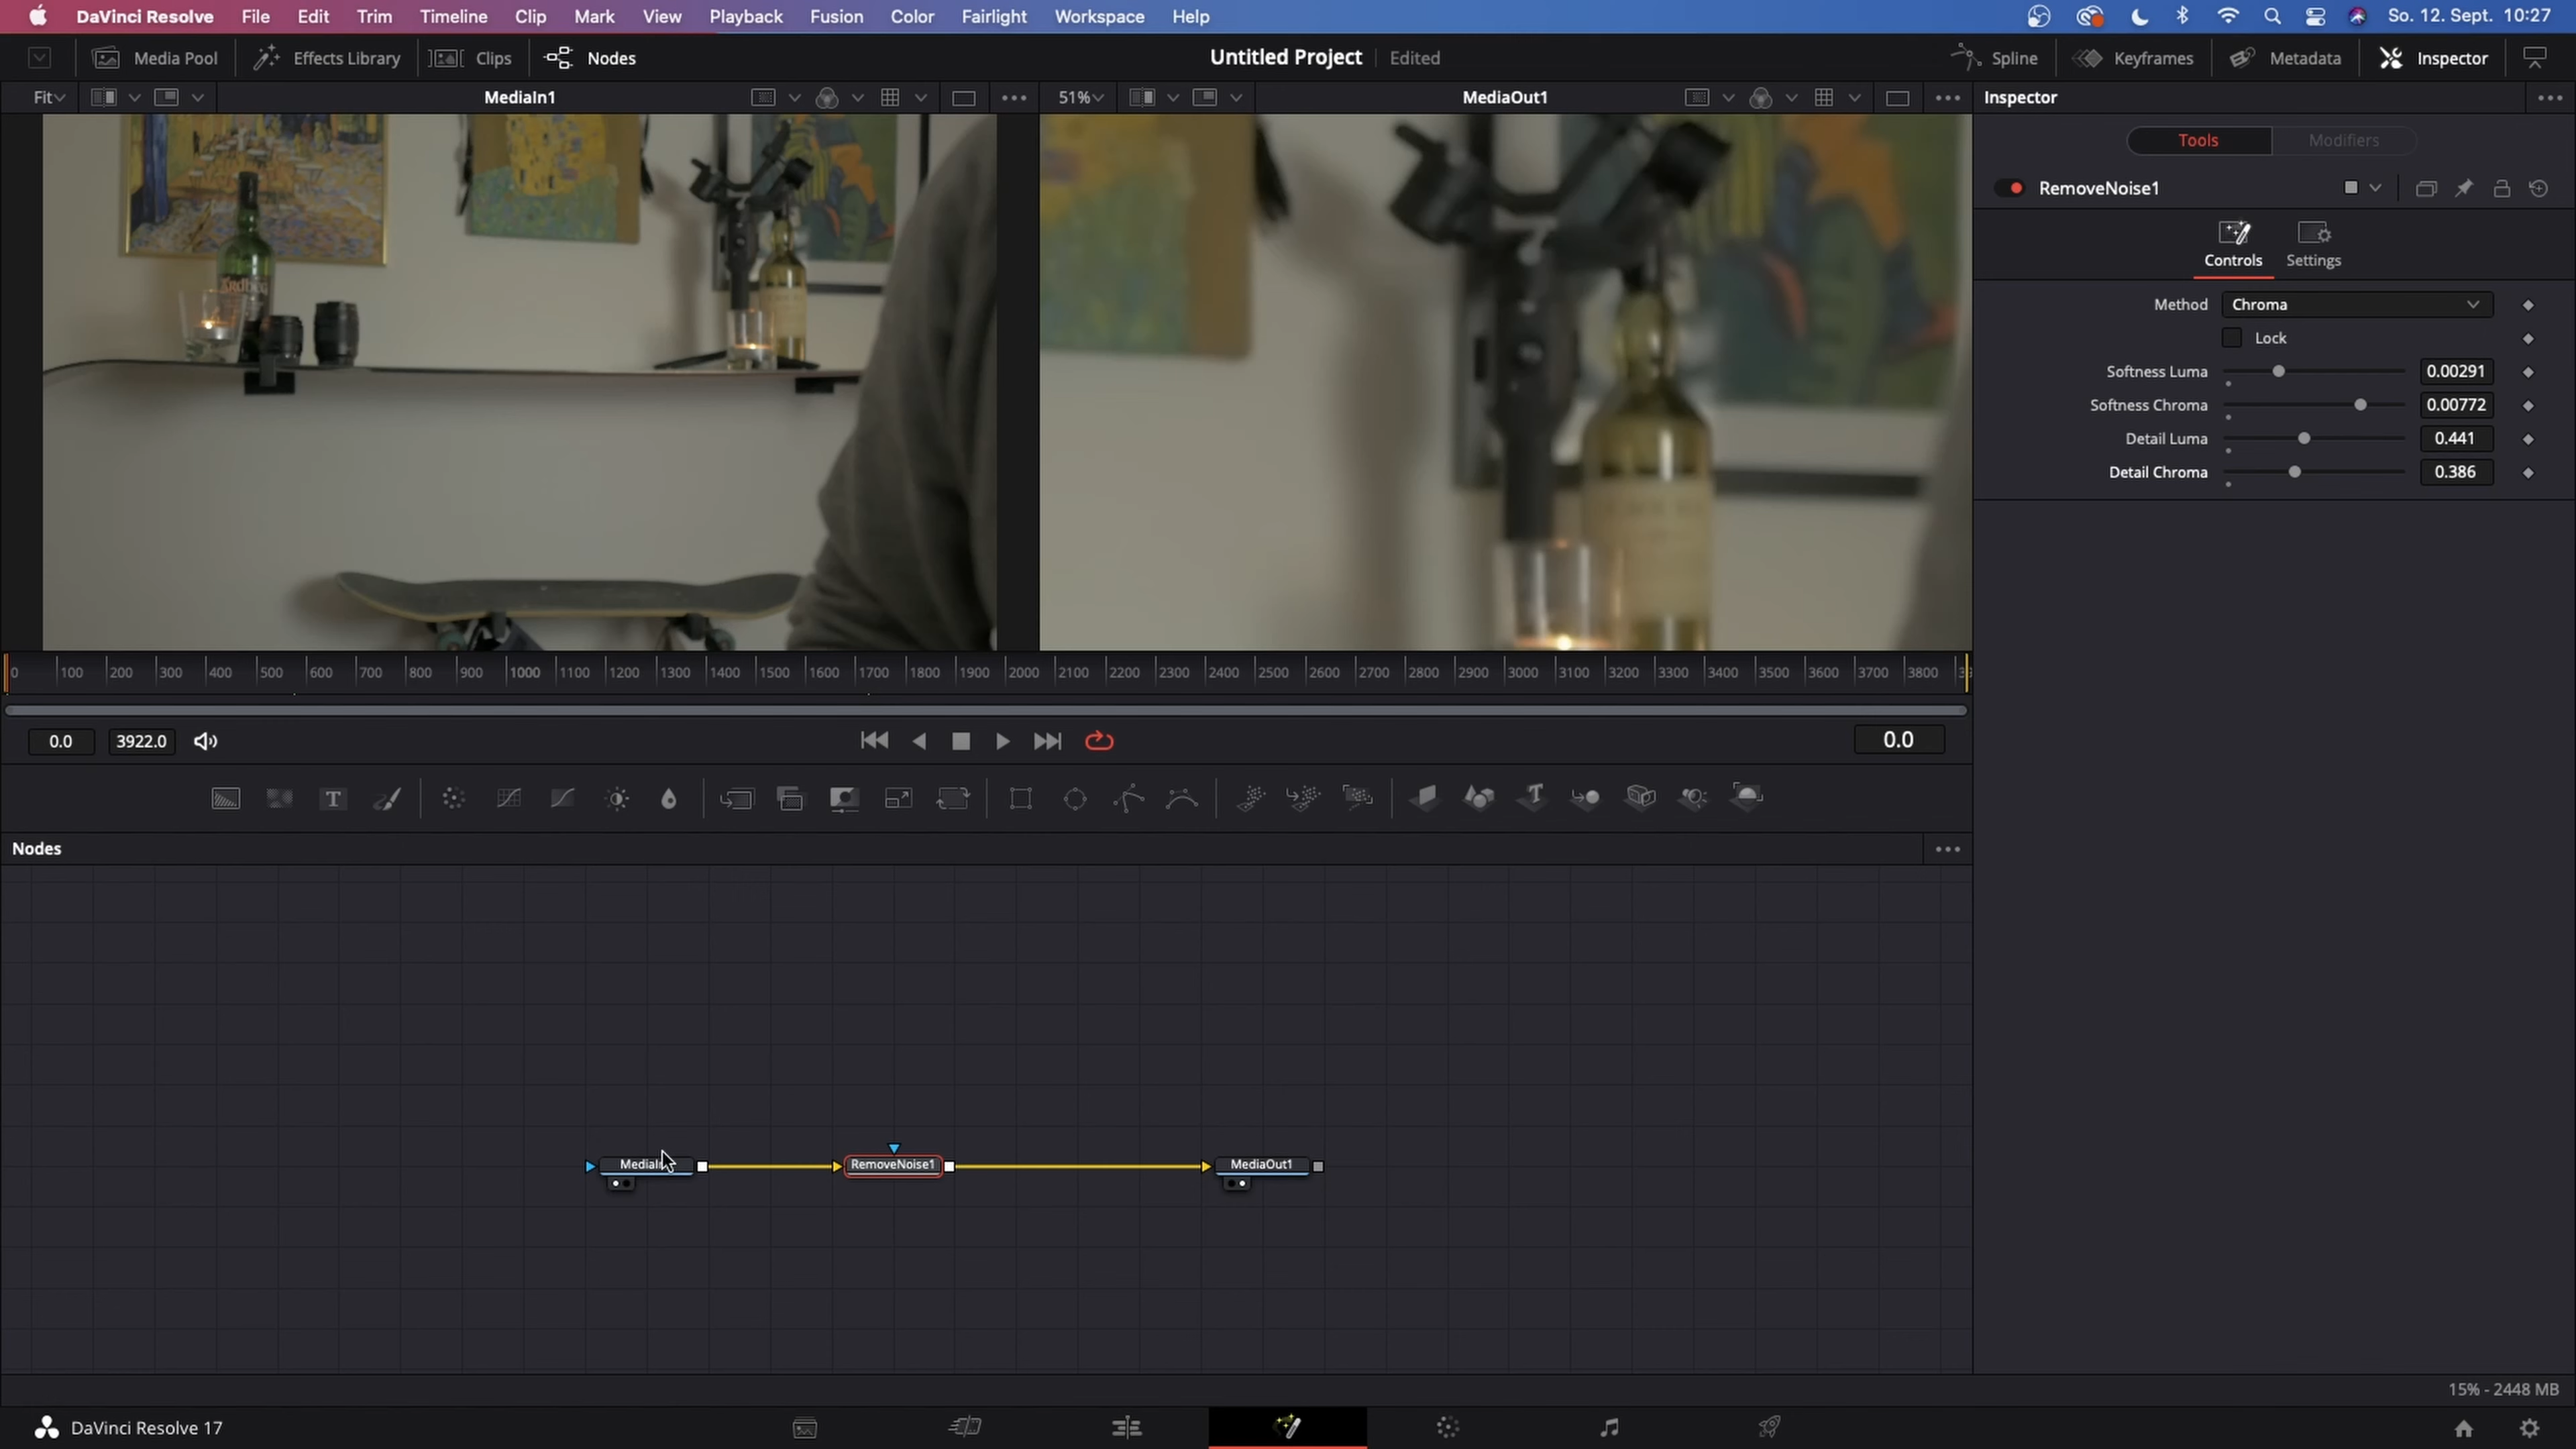 DaVinci Resolve File Edit Trim Timeline Clip Mark View Playback Fusion Color Fairlight Workspace Help So. 12. Sept. 10:27
Media Pool Effects Library Clips Nodes Untitled Project Edited Spline Keyframes Metadata Inspector
Fit MediaIn1 51% MediaOut1 Inspector
Tools Modifiers
RemoveNoise1
Controls Settings
Method Chroma
Lock
Softness Luma 0.00291
Softness Chroma 0.00772
Detail Luma 0.441
Detail Chroma 0.386
0 100 200 300 400 500 600 700 800 900 1000 1100 1200 1300 1400 1500 1600 1700 1800 1900 2000 2100 2200 2300 2400 2500 2600 2700 2800 2900 3000 3100 3200 3300 3400 3500 3600 3700 3800
0.0 3922.0 0.0
Nodes
RemoveNoise1 MediaOut1
15% - 2448 MB
DaVinci Resolve 17